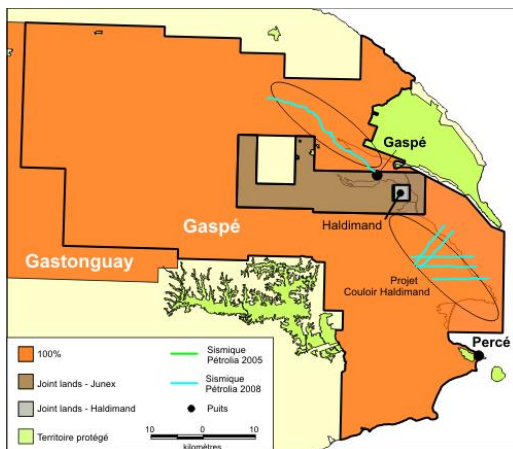 Gaspé
Haldimand
Gaspé
Gastonguay
Projet
Couloir Haldimand
Percé
100%
Joint lands - Junex
Joint lands - Haldimand
Territoire protégé
Sismique
Pétrolia 2005
Sismique
Pétrolia 2008
Puits
10 0 10
kilomètres